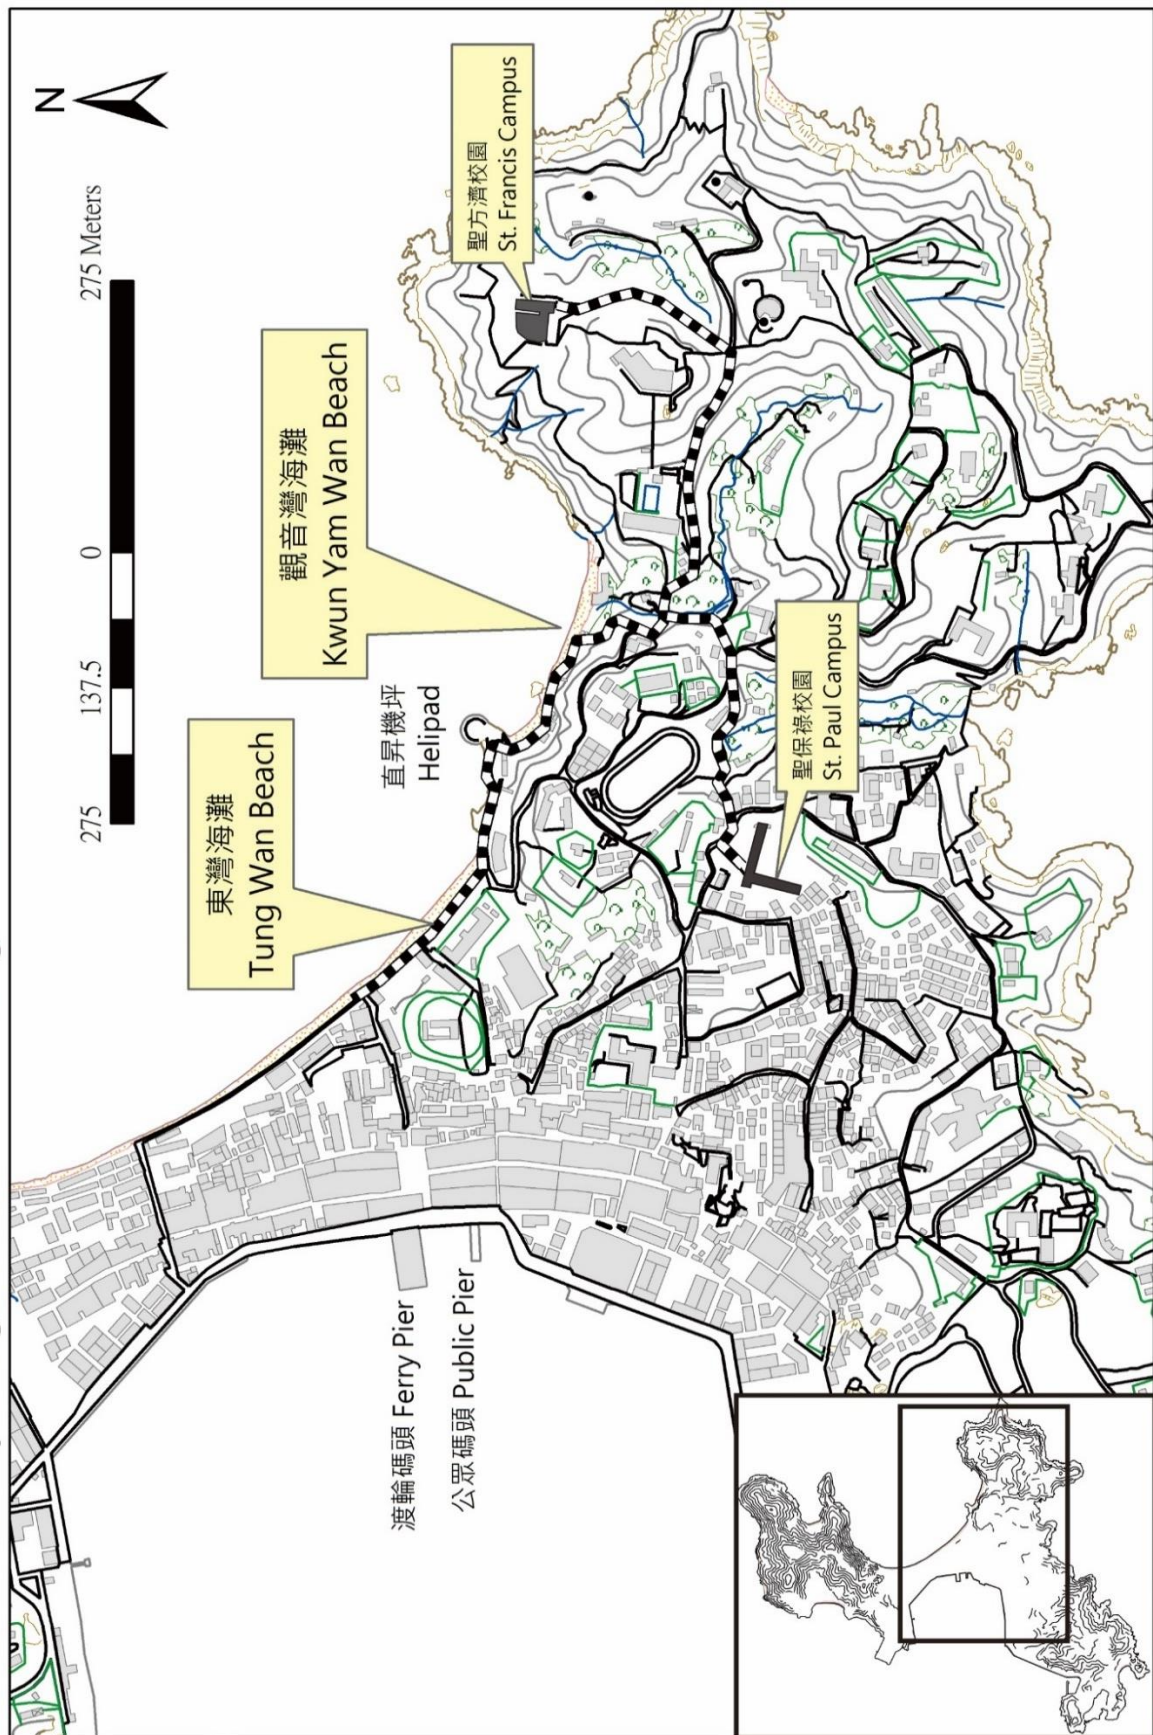 N
275 137.5 0 275 Meters
東灣海灘
Tung Wan Beach
觀音灣海灘
Kwun Yam Wan Beach
直昇機坪
Helipad
聖方濟校園
St. Francis Campus
渡輪碼頭 Ferry Pier
公眾碼頭 Public Pier
聖保祿校園
St. Paul Campus